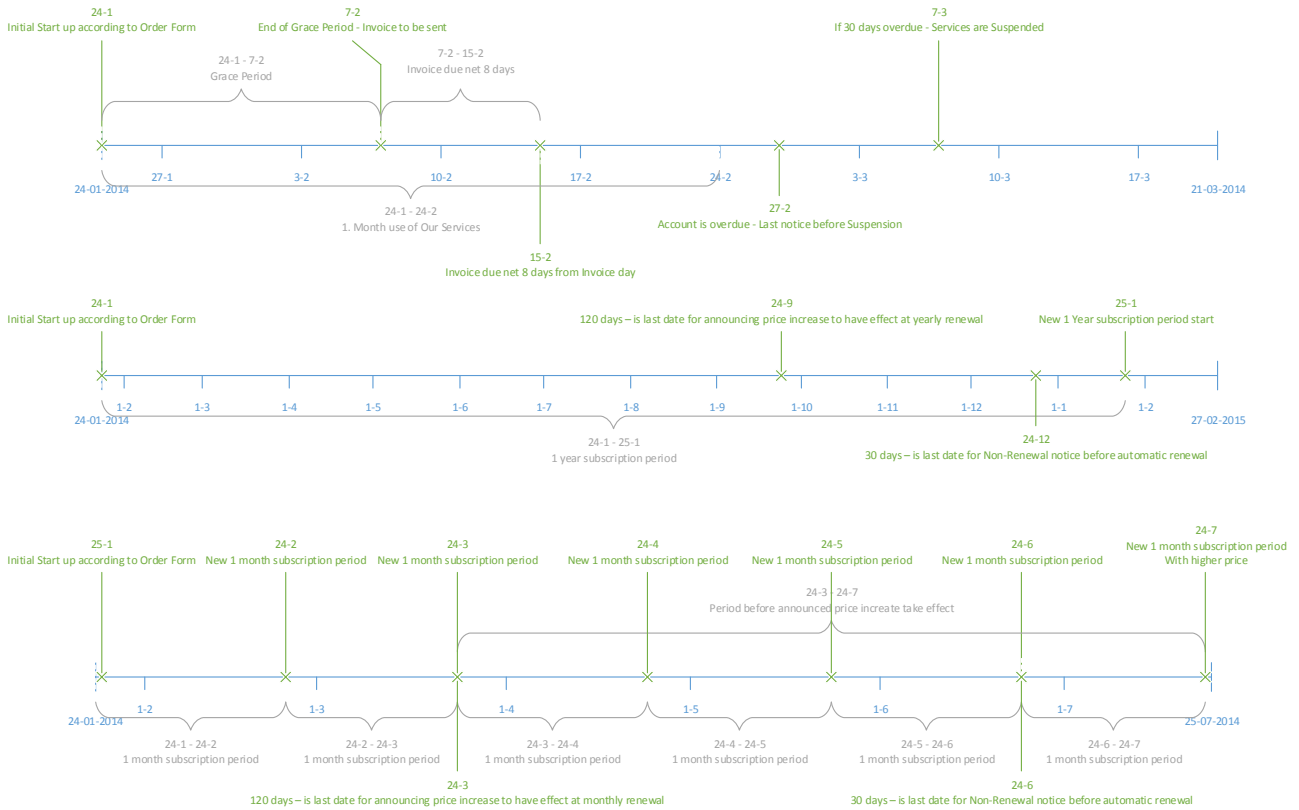 24-1
Initial Start up according to Order Form
7-2
End of Grace Period - Invoice to be sent
7-3
If 30 days overdue - Services are Suspended
24-1 - 7-2
Grace Period
7-2 - 15-2
Invoice due net 8 days
27-1
3-2
10-2
17-2
24-2
3-3
10-3
17-3
24-01-2014
21-03-2014
24-1 - 24-2
1. Month use of Our Services
27-2
Account is overdue - Last notice before Suspension
15-2
Invoice due net 8 days from Invoice day
24-1
Initial Start up according to Order Form
24-9
120 days – is last date for announcing price increase to have effect at yearly renewal
25-1
New 1 Year subscription period start
1-2
1-3
1-4
1-5
1-6
1-7
1-8
1-9
1-10
1-11
1-12
1-1
1-2
24-01-2014
27-02-2015
24-1 - 25-1
1 year subscription period
24-12
30 days – is last date for Non-Renewal notice before automatic renewal
25-1
Initial Start up according to Order Form
24-2
New 1 month subscription period
24-3
New 1 month subscription period
24-4
New 1 month subscription period
24-5
New 1 month subscription period
24-6
New 1 month subscription period
24-7
New 1 month subscription period
With higher price
24-3 - 24-7
Period before announced price increate take effect
1-2
1-3
1-4
1-5
1-6
1-7
24-01-2014
25-07-2014
24-1 - 24-2
1 month subscription period
24-2 - 24-3
1 month subscription period
24-3 - 24-4
1 month subscription period
24-4 - 24-5
1 month subscription period
24-5 - 24-6
1 month subscription period
24-6 - 24-7
1 month subscription period
24-3
120 days – is last date for announcing price increase to have effect at monthly renewal
24-6
30 days – is last date for Non-Renewal notice before automatic renewal